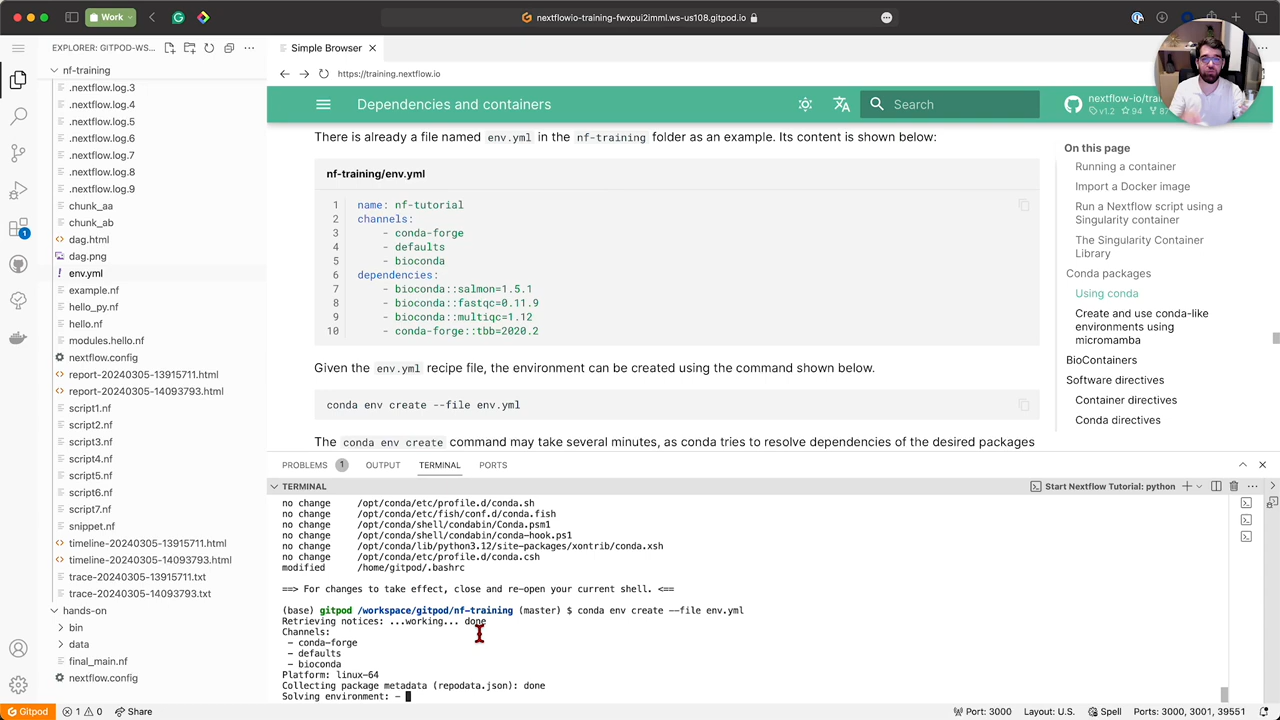 Work
nextflowio-training-fwxpui2imml.ws-us108.gitpod.io
EXPLORER: GITPOD-WS...
nf-training
.nextflow.log.3
.nextflow.log.4
.nextflow.log.5
.nextflow.log.6
.nextflow.log.7
.nextflow.log.8
.nextflow.log.9
chunk_aa
chunk_ab
dag.html
dag.png
env.yml
example.nf
hello_py.nf
hello.nf
modules.hello.nf
nextflow.config
report-20240305-13915711.html
report-20240305-14093793.html
script1.nf
script2.nf
script3.nf
script4.nf
script5.nf
script6.nf
script7.nf
snippet.nf
timeline-20240305-13915711.html
timeline-20240305-14093793.html
trace-20240305-13915711.txt
trace-20240305-14093793.txt
hands-on
bin
data
final_main.nf
nextflow.config
1
Simple Browser
https://training.nextflow.io
Dependencies and containers
Search
nextflow-io/trai
v1.2 94 87
There is already a file named env.yml in the nf-training folder as an example. Its content is shown below:
nf-training/env.yml
1 name: nf-tutorial
2 channels:
3 - conda-forge
4 - defaults
5 - bioconda
6 dependencies:
7 - bioconda::salmon=1.5.1
8 - bioconda::fastqc=0.11.9
9 - bioconda::multiqc=1.12
10 - conda-forge::tbb=2020.2
Given the env.yml recipe file, the environment can be created using the command shown below.
conda env create --file env.yml
The conda env create command may take several minutes, as conda tries to resolve dependencies of the desired packages
On this page
Running a container
Import a Docker image
Run a Nextflow script using a
Singularity container
The Singularity Container
Library
Conda packages
Using conda
Create and use conda-like
environments using
micromamba
BioContainers
Software directives
Container directives
Conda directives
PROBLEMS 1 OUTPUT TERMINAL PORTS
TERMINAL
Start Nextflow Tutorial: python
no change /opt/conda/etc/profile.d/conda.sh
no change /opt/conda/etc/fish/conf.d/conda.fish
no change /opt/conda/shell/condabin/Conda.psm1
no change /opt/conda/shell/condabin/conda-hook.ps1
no change /opt/conda/lib/python3.12/site-packages/xontrib/conda.xsh
no change /opt/conda/etc/profile.d/conda.csh
modified /home/gitpod/.bashrc
==> For changes to take effect, close and re-open your current shell. <==
(base) gitpod /workspace/gitpod/nf-training (master) $ conda env create --file env.yml
Retrieving notices: ...working... done
Channels:
- conda-forge
- defaults
- bioconda
Platform: linux-64
Collecting package metadata (repodata.json): done
Solving environment: -
Gitpod 1 0 Share
Port: 3000 Layout: U.S. Spell Ports: 3000, 3001, 39551